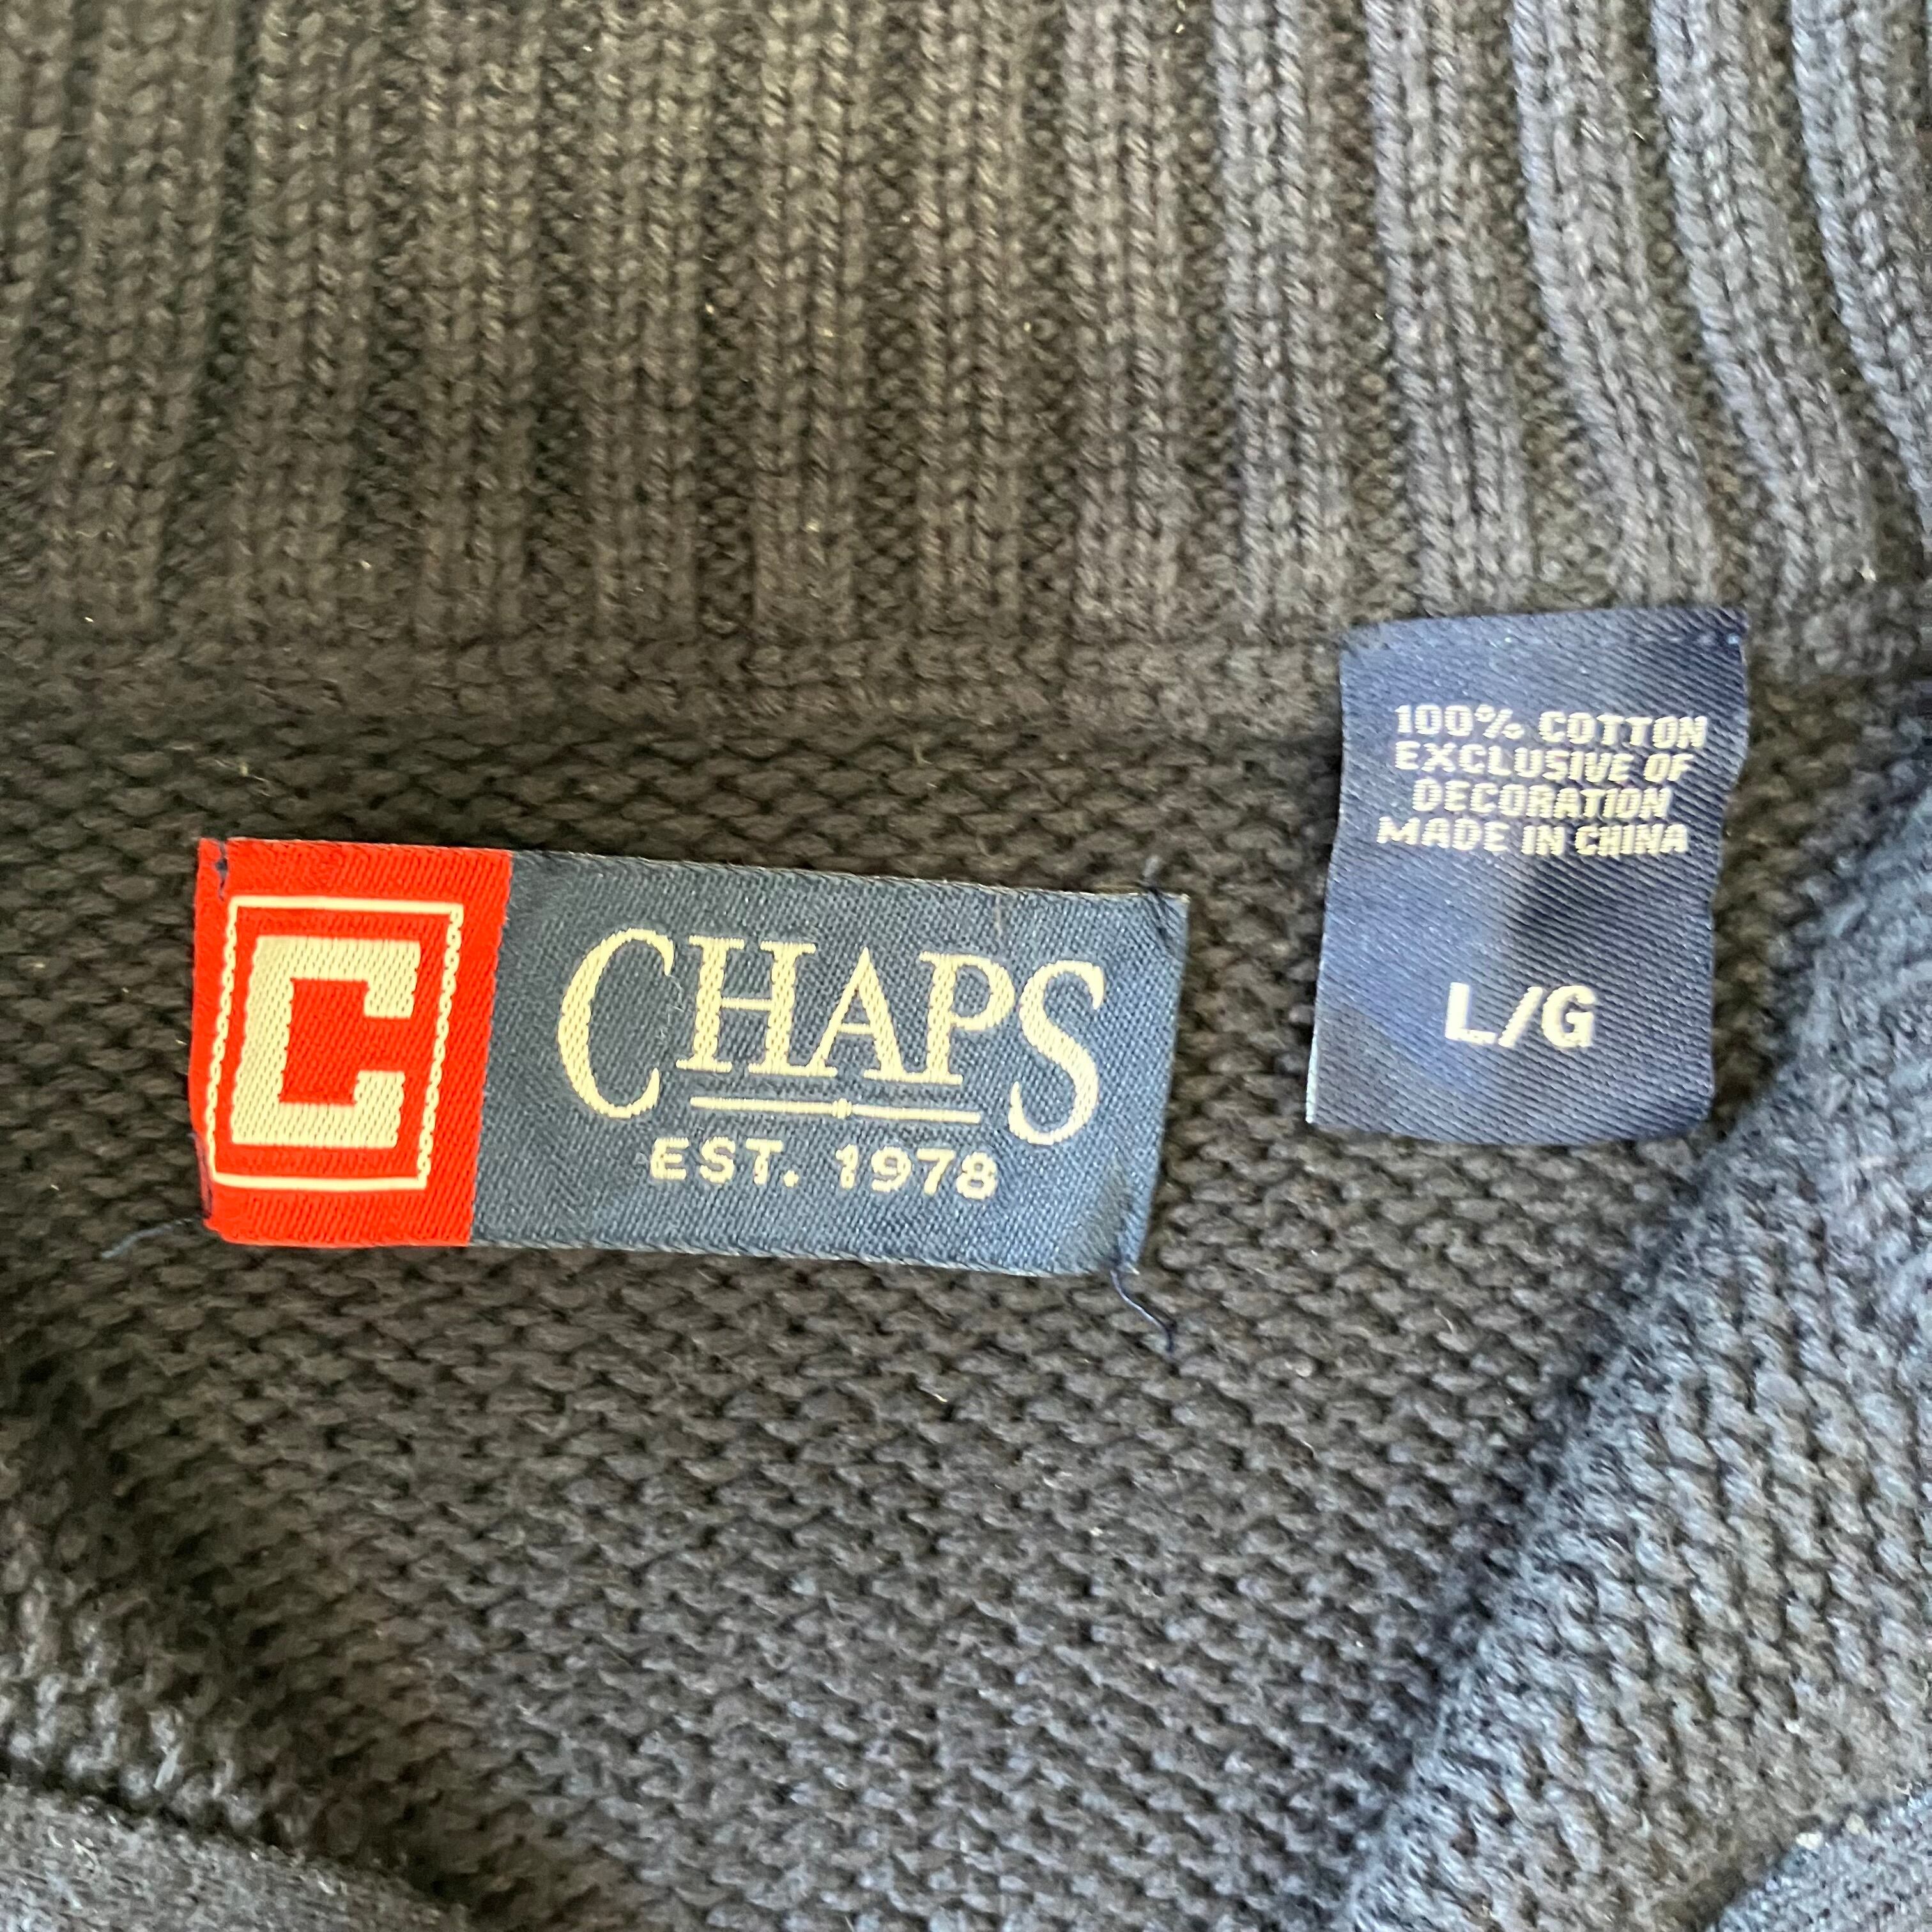 C
CHAPS
EST. 1978
100% COTTON
EXCLUSIVE OF
DECORATION
MADE IN CHINA
L/G